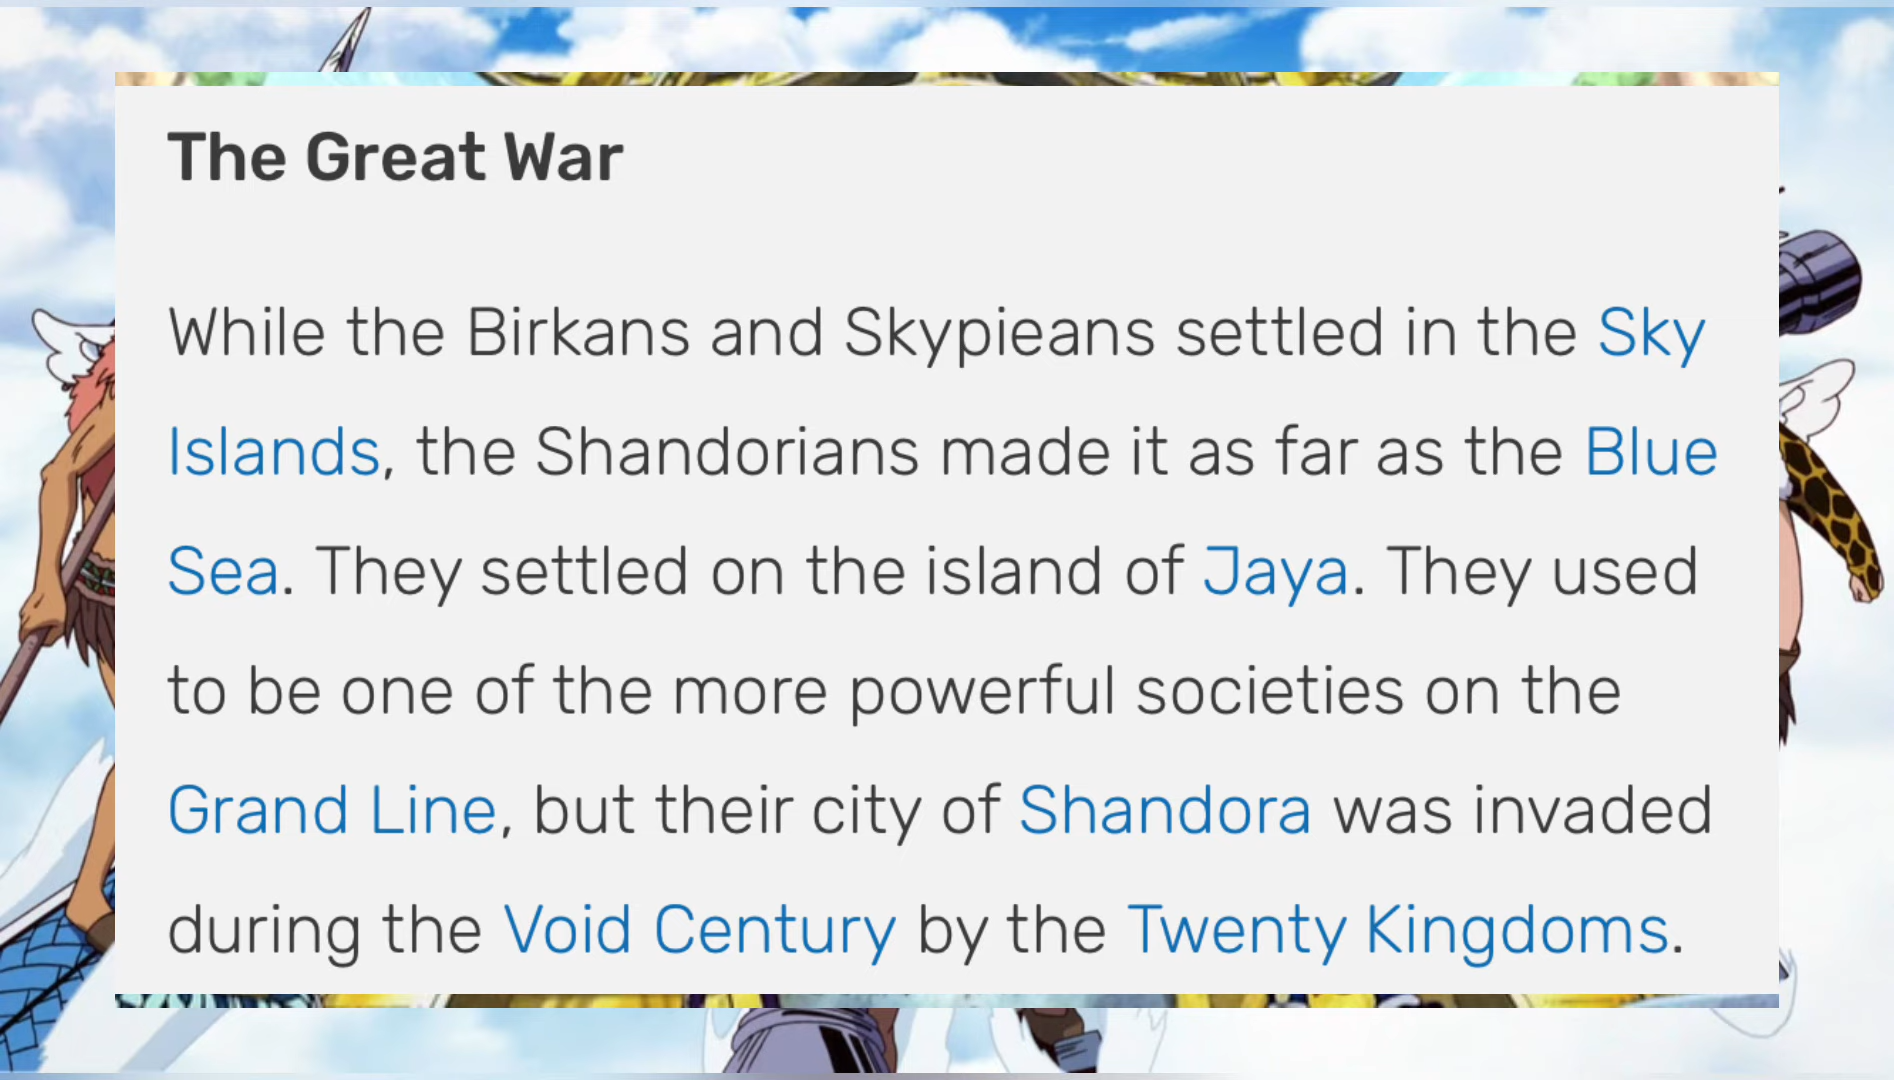 The Great War
While the Birkans and Skypieans settled in the Sky
Islands, the Shandorians made it as far as the Blue
Sea. They settled on the island of Jaya. They used
to be one of the more powerful societies on the
Grand Line, but their city of Shandora was invaded
during the Void Century by the Twenty Kingdoms.